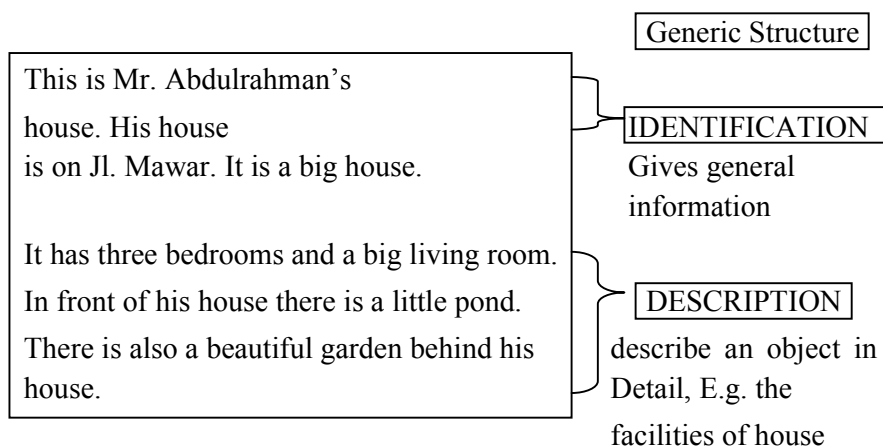 Generic Structure
This is Mr. Abdulrahman’s
house. His house
is on Jl. Mawar. It is a big house.
IDENTIFICATION
Gives general
information
It has three bedrooms and a big living room.
In front of his house there is a little pond.
There is also a beautiful garden behind his
house.
DESCRIPTION
describe an object in
Detail, E.g. the
facilities of house